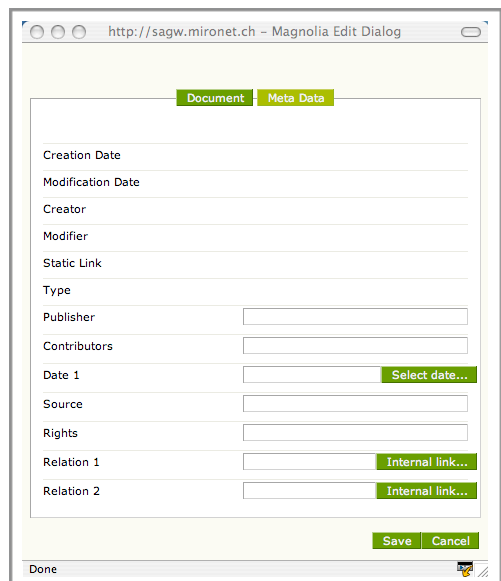 http://sagw.mironet.ch – Magnolia Edit Dialog
Document Meta Data
Creation Date
Modification Date
Creator
Modifier
Static Link
Type
Publisher
Contributors
Date 1 Select date...
Source
Rights
Relation 1 Internal link...
Relation 2 Internal link...
Save Cancel
Done